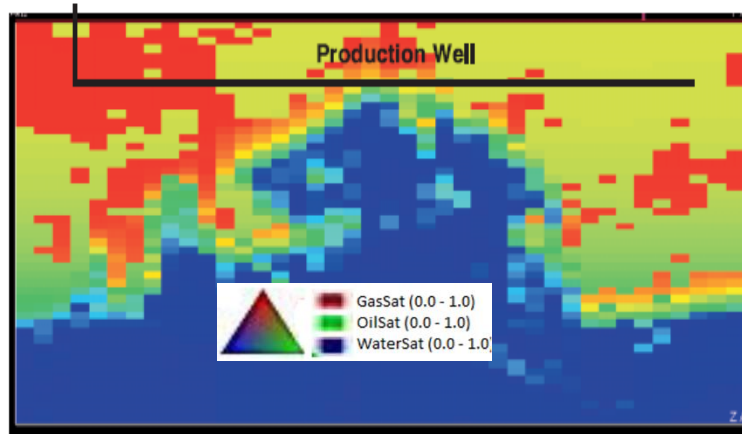 Production Well
GasSat (0.0 - 1.0)
OilSat (0.0 - 1.0)
WaterSat (0.0 - 1.0)
Z